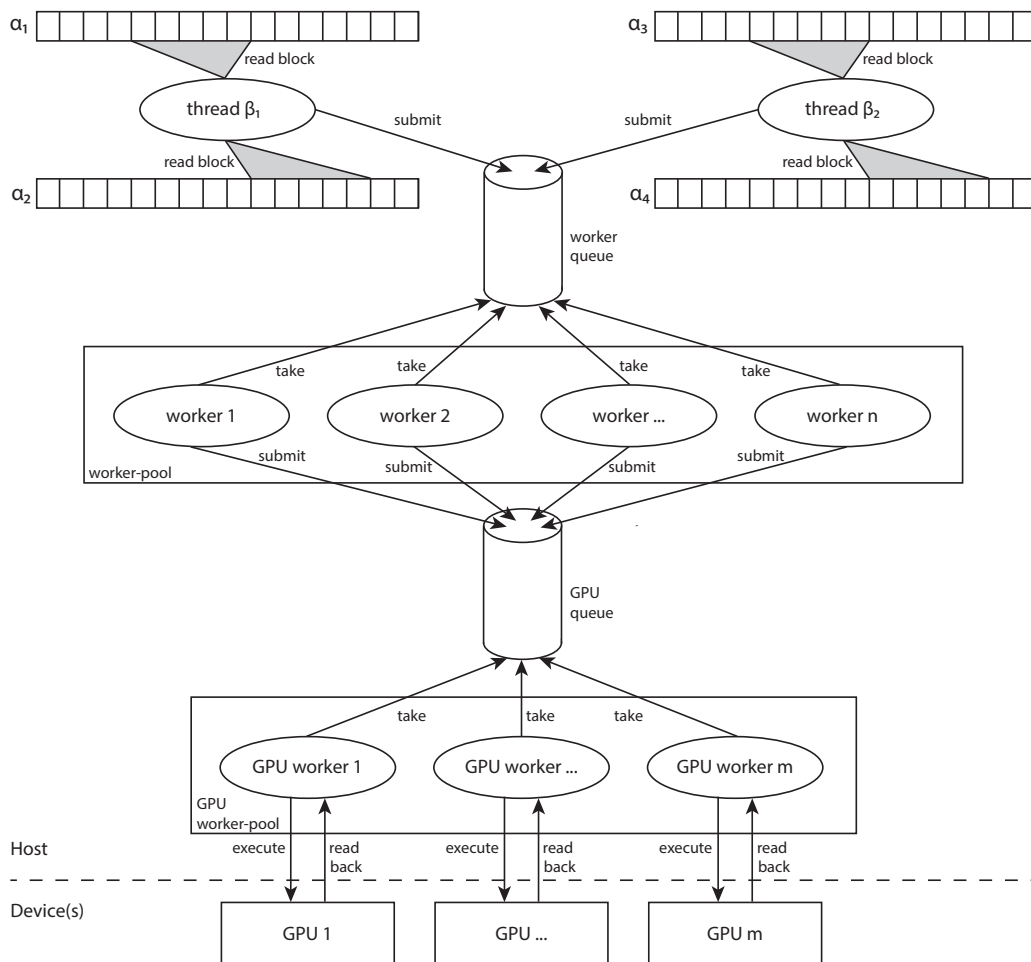 α₁
α₃
read block
read block
thread β₁
thread β₂
submit
submit
read block
read block
α₂
α₄
worker
queue
take
take
take
take
worker 1
worker 2
worker ...
worker n
submit
submit
submit
submit
worker-pool
GPU
queue
take
take
take
GPU worker 1
GPU worker ...
GPU worker m
GPU
worker-pool
Host
execute
read
back
execute
read
back
execute
read
back
Device(s)
GPU 1
GPU ...
GPU m